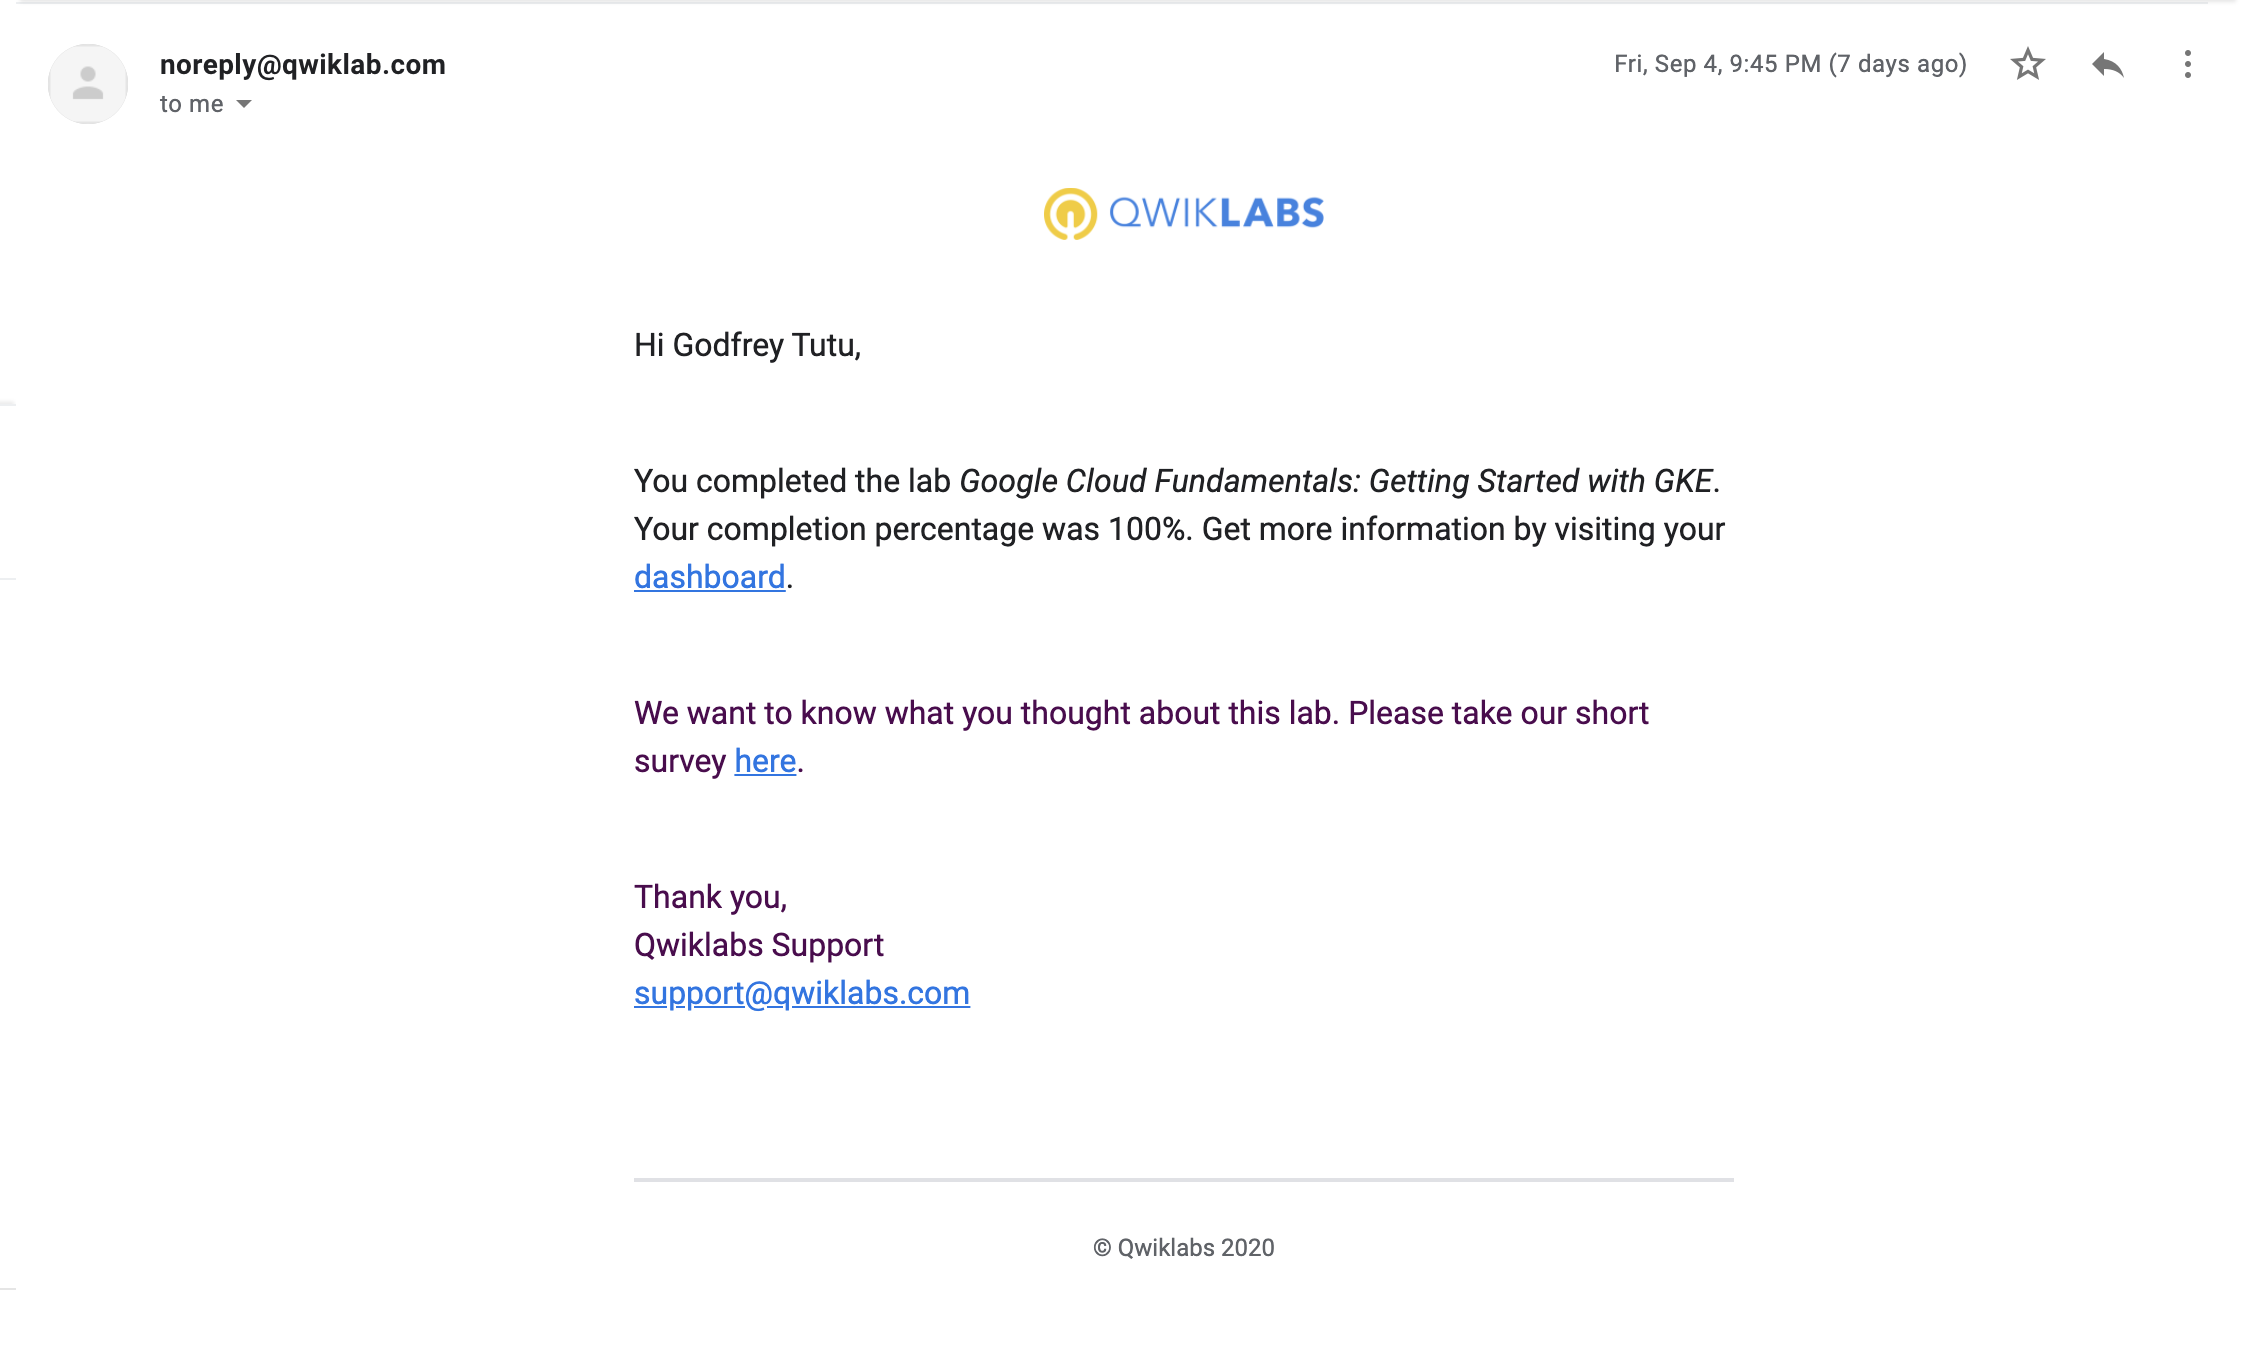 noreply@qwiklab.com
Fri, Sep 4, 9:45 PM (7 days ago)
to me
QWIKLABS
Hi Godfrey Tutu,
You completed the lab Google Cloud Fundamentals: Getting Started with GKE.
Your completion percentage was 100%. Get more information by visiting your
dashboard.
We want to know what you thought about this lab. Please take our short
survey here.
Thank you,
Qwiklabs Support
support@qwiklabs.com
© Qwiklabs 2020